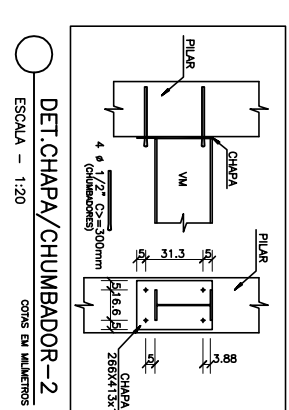 PILAR
CHAPA
VM
4 ø 1/2" C>=300mm
(CHUMBADORES)
PILAR
5
31.3
5
5
16.6
5
5
3.88
CHAPA
266X413x
DET.CHAPA/CHUMBADOR-2
ESCALA - 1:20
COTAS EM MILÍMETROS